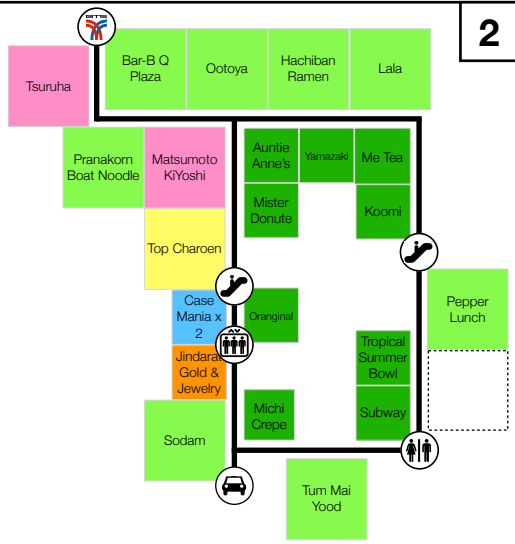 BTS
2
Tsuruha
Bar-B Q
Plaza
Ootoya
Hachiban
Ramen
Lala
Pranakorn
Boat Noodle
Matsumoto
KiYoshi
Auntie
Anne's
Yamazaki
Me Tea
Mister
Donute
Koomi
Top Charoen
Case
Mania x
2
Oranginal
Pepper
Lunch
Jindarat
Gold &
Jewelry
Tropical
Summer
Bowl
Michi
Crepe
Subway
Sodam
Tum Mai
Yood